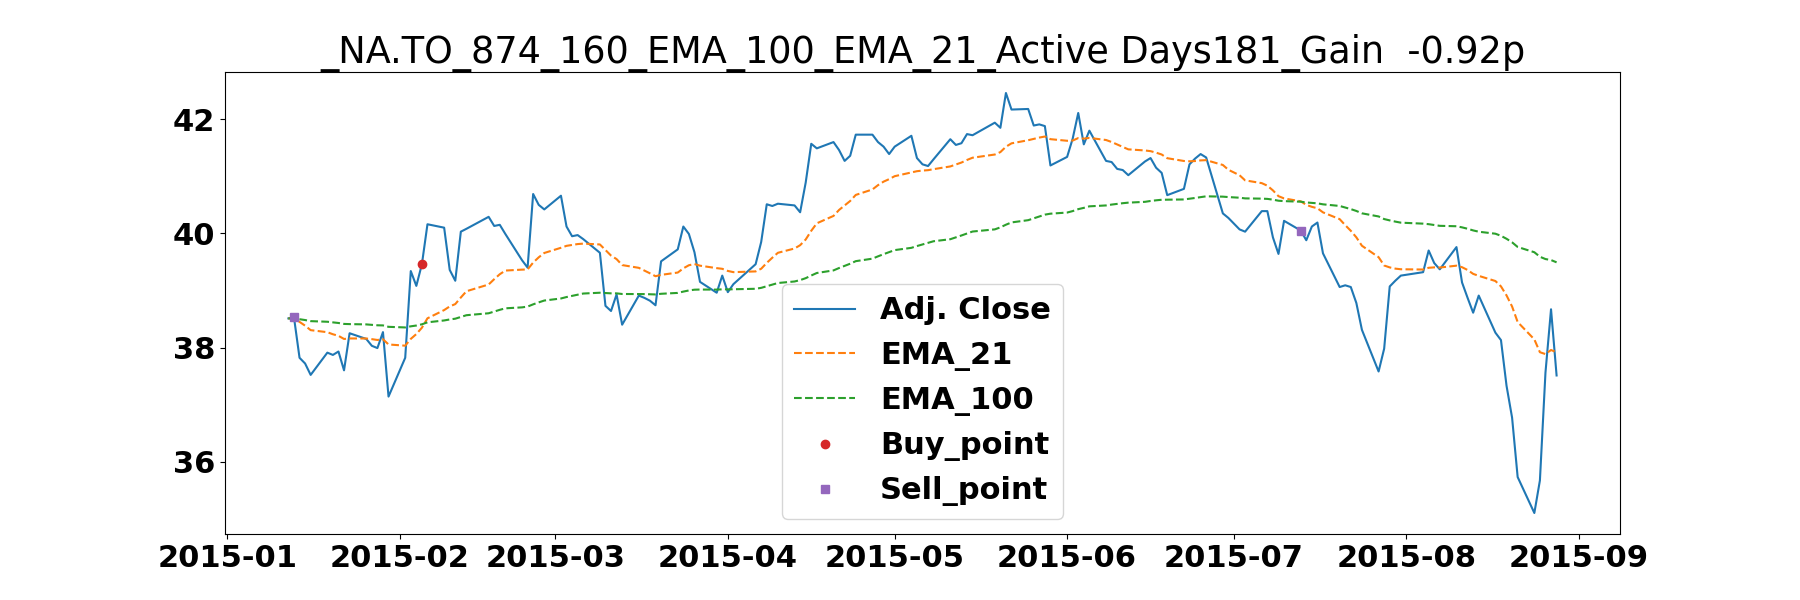 _NA.TO_874_160_EMA_100_EMA_21_Active Days181_Gain  -0.92p
42
40
38
36
Adj. Close
EMA_21
EMA_100
Buy_point
Sell_point
2015-01 2015-02 2015-03 2015-04 2015-05 2015-06 2015-07 2015-08 2015-09